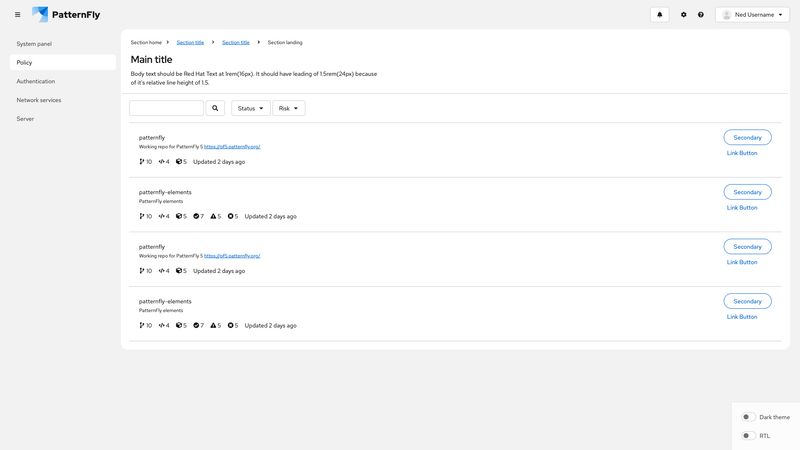 PatternFly
Ned Username
System panel
Policy
Authentication
Network services
Server
Section home Section title Section title Section landing
Main title
Body text should be Red Hat Text at 1rem(16px). It should have leading of 1.5rem(24px) because
of it's relative line height of 1.5.
Status Risk
patternfly
Working repo for PatternFly 5 https://pf5.patternfly.org/
10 4 5 Updated 2 days ago
Secondary
Link Button
patternfly-elements
PatternFly elements
10 4 5 7 5 5 Updated 2 days ago
Secondary
Link Button
patternfly
Working repo for PatternFly 5 https://pf5.patternfly.org/
10 4 5 Updated 2 days ago
Secondary
Link Button
patternfly-elements
PatternFly elements
10 4 5 7 5 5 Updated 2 days ago
Secondary
Link Button
Dark theme
RTL